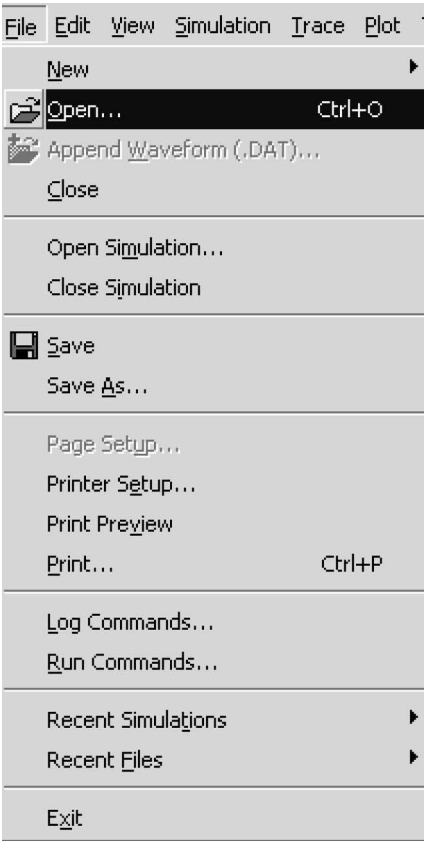 File Edit View Simulation Trace Plot
New
Open... Ctrl+O
Append Waveform (.DAT)...
Close
Open Simulation...
Close Simulation
Save
Save As...
Page Setup...
Printer Setup...
Print Preview
Print... Ctrl+P
Log Commands...
Run Commands...
Recent Simulations
Recent Files
Exit